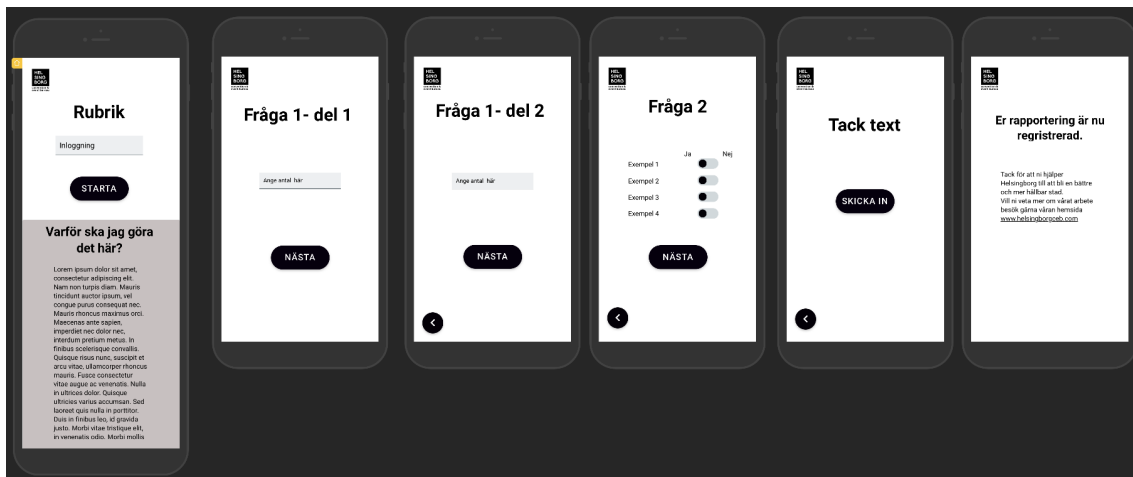 HEL
SING
BORG
Rubrik
Inloggning
STARTA
Varför ska jag göra
det här?
Lorem ipsum dolor sit amet,
consectetur adipiscing elit.
Nam non turpis diam. Mauris
tincidunt auctor ipsum, vel
congue purus consequat nec.
Mauris rhoncus maximus orci.
Maecenas ante sapien,
imperdiet nec dolor nec,
interdum pretium metus. In
finibus scelerisque convallis.
Quisque risus nunc, suscipit et
arcu vitae, ullamcorper rhoncus
mauris. Fusce consectetur
vitae augue ac venenatis. Nulla
in ultrices dolor. Quisque
ultricies varius accumsan. Sed
laoreet quis nulla in porttitor.
Duis in finibus leo, id gravida
justo. Morbi vitae tristique elit,
in venenatis odio. Morbi mollis
HEL
SING
BORG
Fråga 1- del 1
Ange antal här
NÄSTA
HEL
SING
BORG
Fråga 1- del 2
Ange antal här
NÄSTA
HEL
SING
BORG
Fråga 2
Ja Nej
Exempel 1
Exempel 2
Exempel 3
Exempel 4
NÄSTA
HEL
SING
BORG
Tack text
SKICKA IN
HEL
SING
BORG
Er rapportering är nu
regristrerad.
Tack för att ni hjälper
Helsingborg till att bli en bättre
och mer hållbar stad.
Vill ni veta mer om vårat arbete
besök gärna våran hemsida
www.helsingborgceb.com